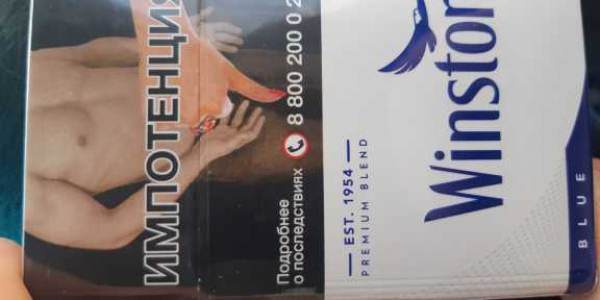 ИМПОТЕНЦИЯ
Подробнее
о последствиях
8 800 200 0 2
EST. 1954
PREMIUM BLEND
Winston
BLUE